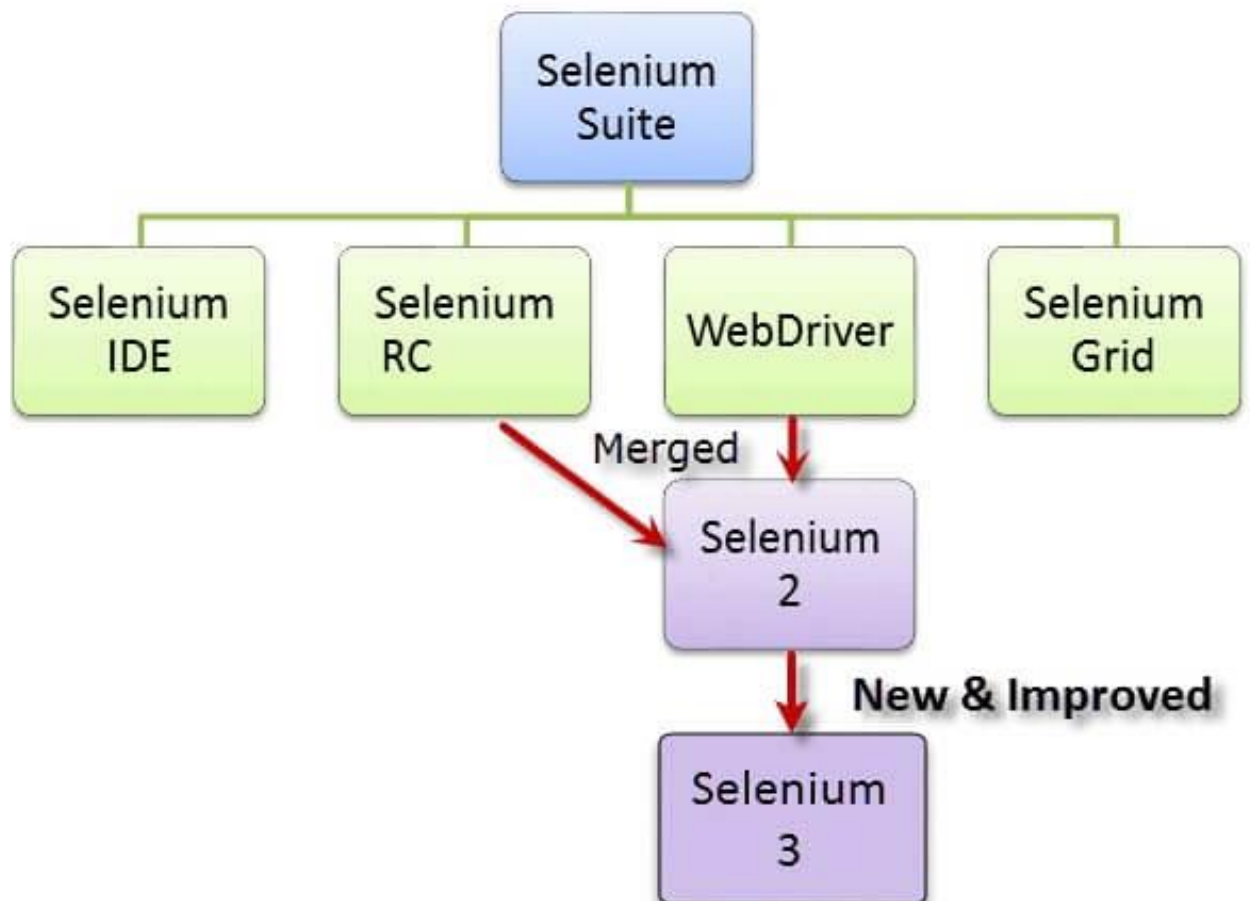 Selenium
Suite
Selenium
IDE
Selenium
RC
WebDriver
Selenium
Grid
Merged
Selenium
2
New & Improved
Selenium
3